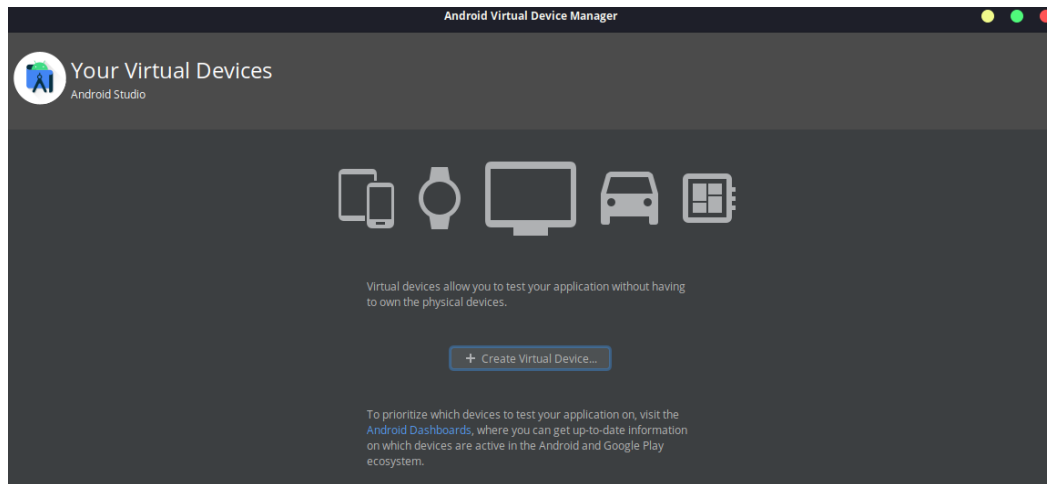 Android Virtual Device Manager
Your Virtual Devices
Android Studio
Virtual devices allow you to test your application without having
to own the physical devices.
+ Create Virtual Device...
To prioritize which devices to test your application on, visit the
Android Dashboards, where you can get up-to-date information
on which devices are active in the Android and Google Play
ecosystem.